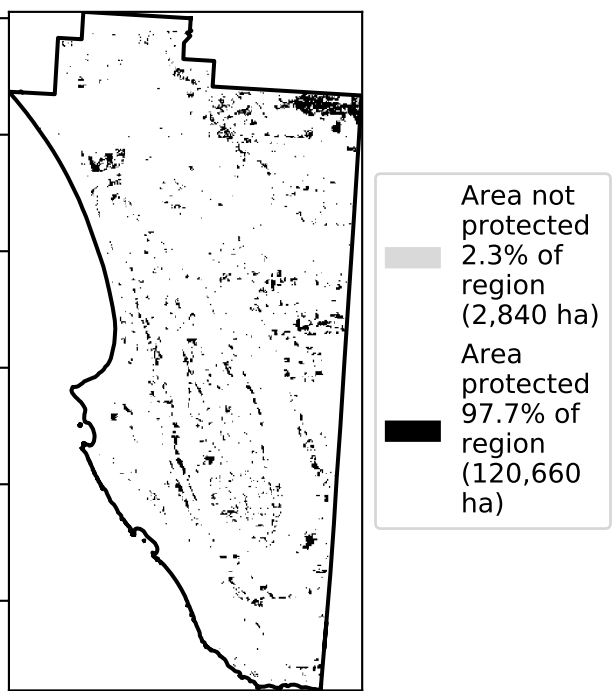 Area not
protected
2.3% of
region
(2,840 ha)
Area
protected
97.7% of
region
(120,660
ha)